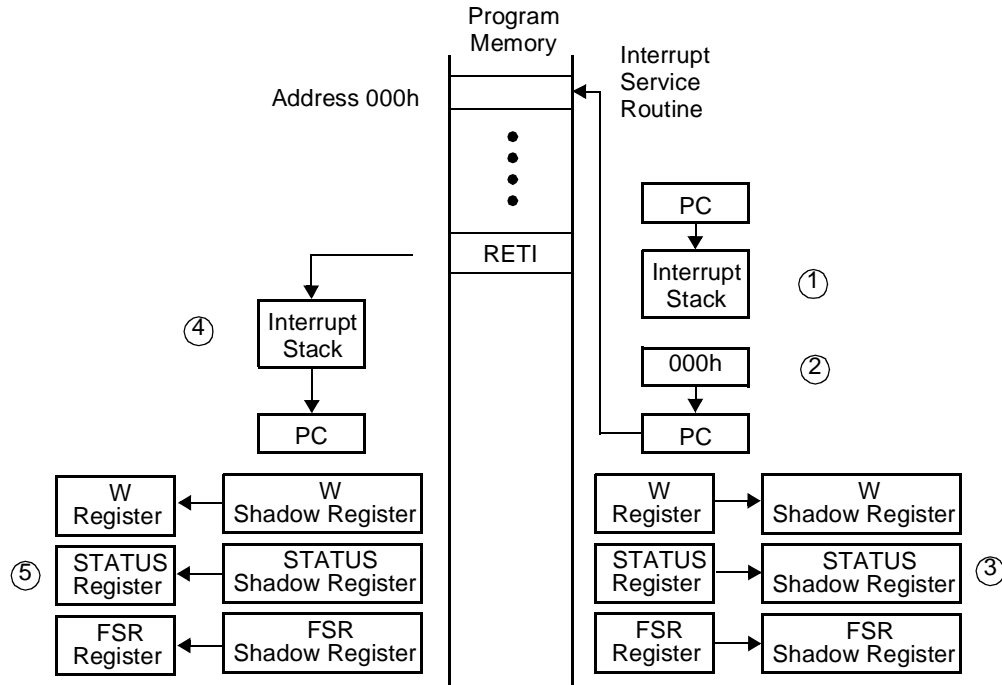 Program
Memory
Interrupt
Service
Routine
Address 000h
PC
RETI
Interrupt
Stack
1
4
Interrupt
Stack
000h
2
PC
PC
W
Register
W
Shadow Register
W
Register
W
Shadow Register
5
STATUS
Register
STATUS
Shadow Register
STATUS
Register
STATUS
Shadow Register
3
FSR
Register
FSR
Shadow Register
FSR
Register
FSR
Shadow Register